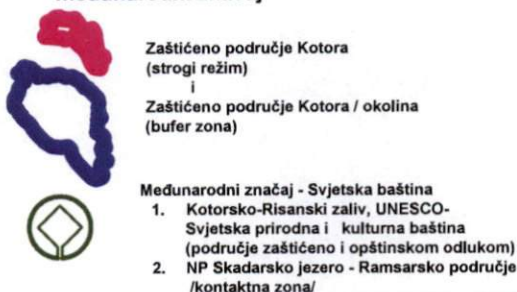 Zaštićeno područje Kotora
(strogi režim)
i
Zaštićeno područje Kotora / okolina
(bufer zona)
Međunarodni značaj - Svjetska baština
1. Kotorsko-Risanski zaliv, UNESCO-
Svjetska prirodna i kulturna baština
(područje zaštićeno i opštinskom odlukom)
2. NP Skadarsko jezero - Ramsarsko područje
/kontaktna zona/